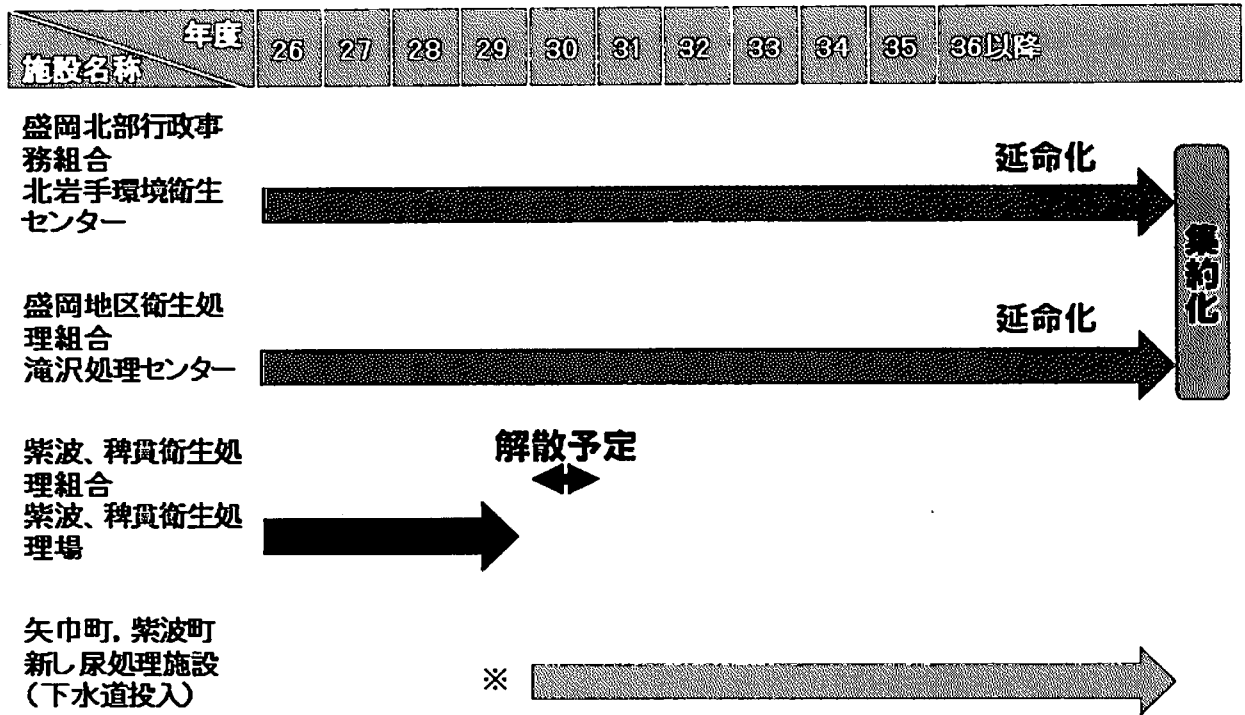 年度
施設名称
26 27 28 29 30 31 32 33 34 35 36以降
盛岡北部行政事
務組合
北岩手環境衛生
センター
延命化
集約化
盛岡地区衛生処
理組合
滝沢処理センター
延命化
紫波、稗貫衛生処
理組合
紫波、稗貫衛生処
理場
解散予定
矢巾町，紫波町
新し尿処理施設
（下水道投入）
※